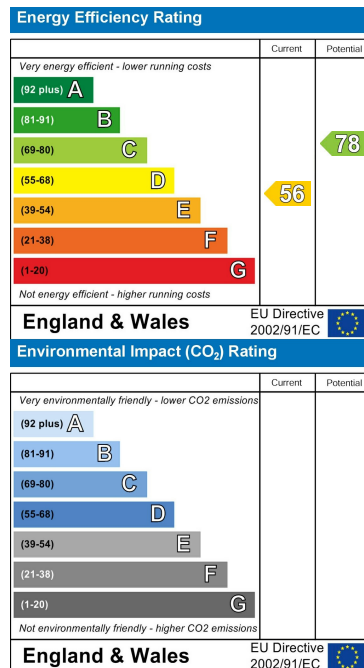 Energy Efficiency Rating
Current Potential
Very energy efficient - lower running costs
(92 plus) A
(81-91) B
(69-80) C
78
(55-68) D
56
(39-54) E
(21-38) F
(1-20) G
Not energy efficient - higher running costs
England & Wales
EU Directive
2002/91/EC
Environmental Impact (CO₂) Rating
Current Potential
Very environmentally friendly - lower CO2 emissions
(92 plus) A
(81-91) B
(69-80) C
(55-68) D
(39-54) E
(21-38) F
(1-20) G
Not environmentally friendly - higher CO2 emissions
England & Wales
EU Directive
2002/91/EC